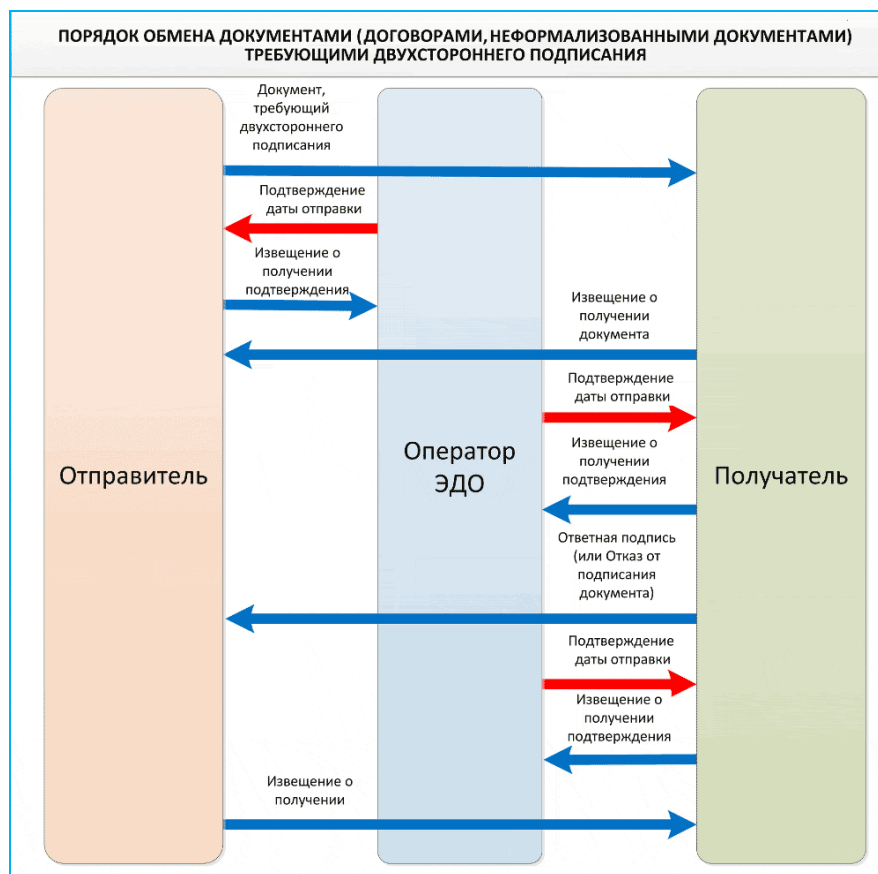 ПОРЯДОК ОБМЕНА ДОКУМЕНТАМИ (ДОГОВОРАМИ, НЕФОРМАЛИЗОВАННЫМИ ДОКУМЕНТАМИ)
ТРЕБУЮЩИМИ ДВУХСТОРОННЕГО ПОДПИСАНИЯ
Документ,
требующий
двухстороннего
подписания
Подтверждение
даты отправки
Извещение о
получении
подтверждения
Извещение о
получении
документа
Подтверждение
даты отправки
Отправитель
Оператор
ЭДО
Получатель
Извещение о
получении
подтверждения
Ответная подпись
(или Отказ от
подписания
документа)
Подтверждение
даты отправки
Извещение о
получении
подтверждения
Извещение о
получении